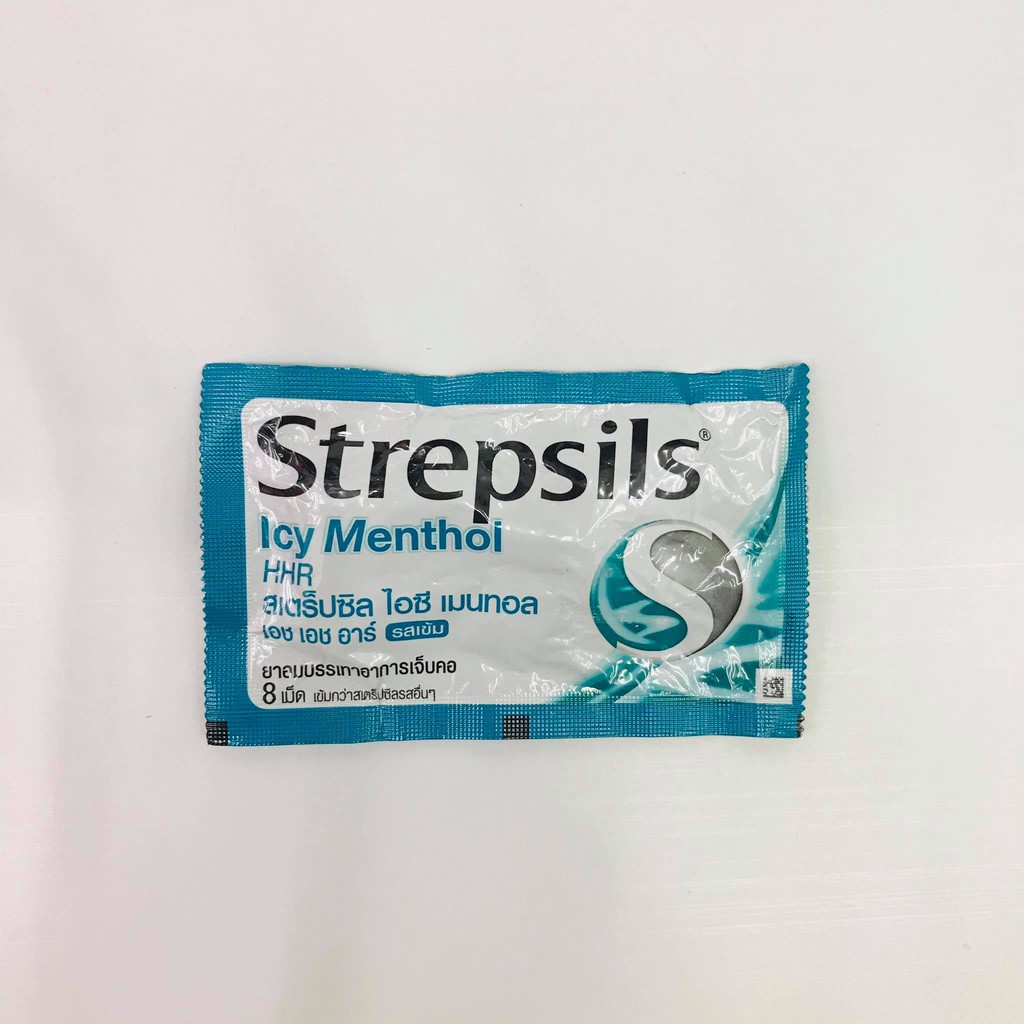 Strepsils®
Icy Menthol
HHR
สเตร็ปซิล ไอซี เมนทอล
เอช เอช อาร์ รสเข้ม
ยาอมบรรเทาอาการเจ็บคอ
8 เม็ด เข้มกว่าสเตร็ปซิลรสอื่นๆ